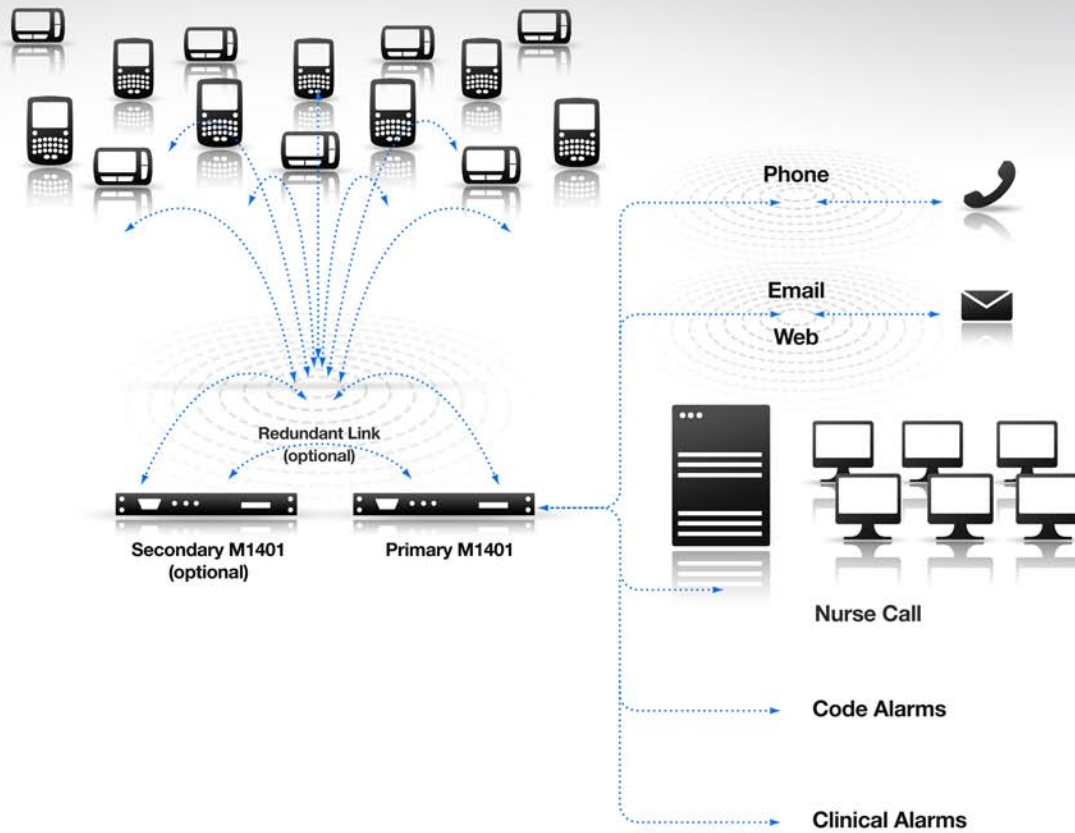 Phone
Email
Web
Redundant Link
(optional)
Secondary M1401
(optional)
Primary M1401
Nurse Call
Code Alarms
Clinical Alarms